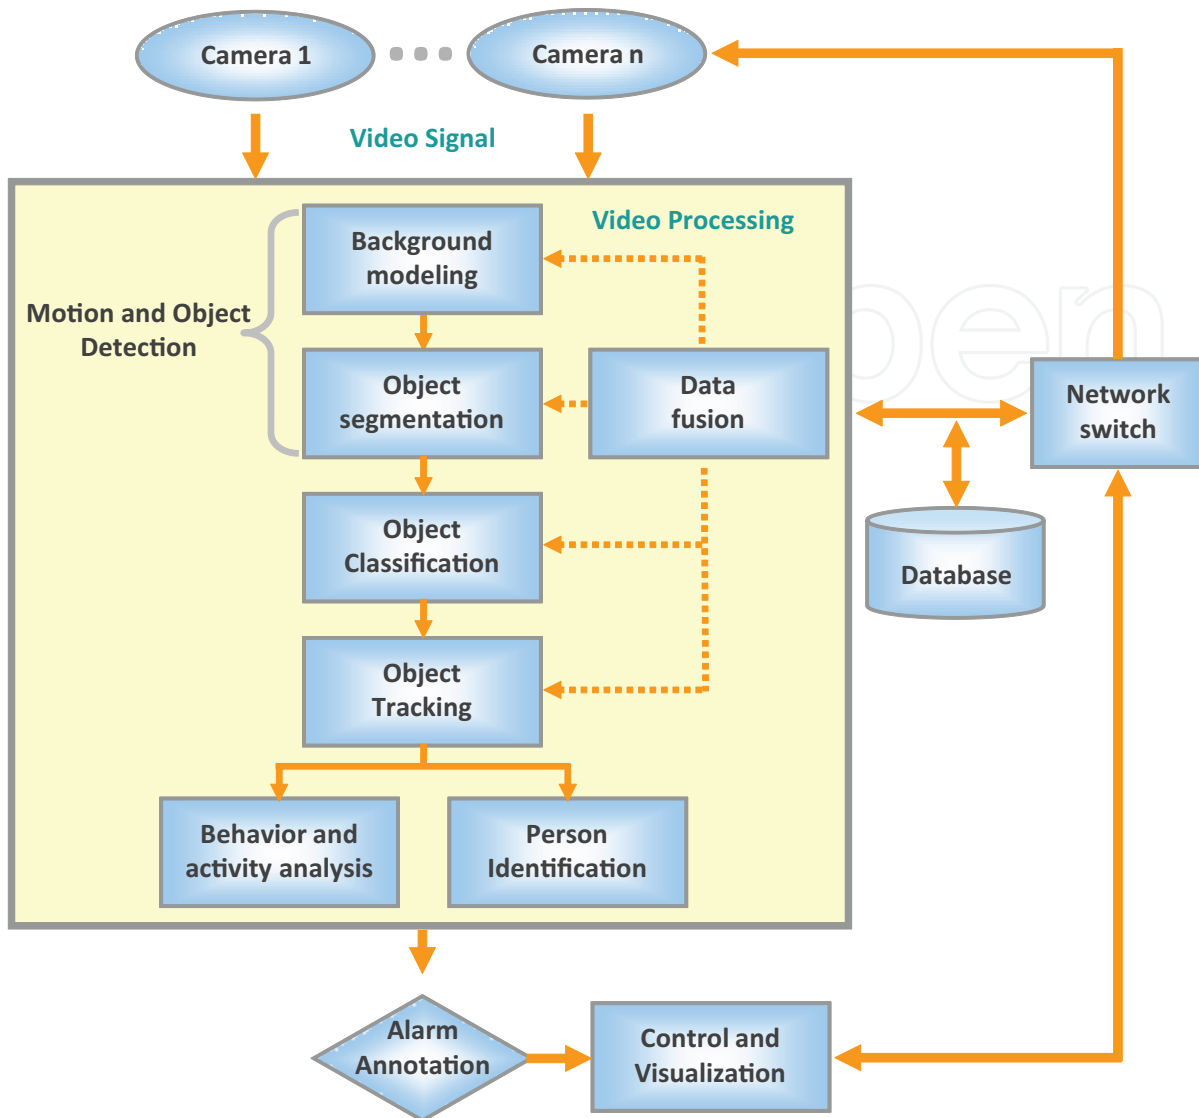 Camera 1
Camera n
Video Signal
Video Processing
Background
modeling
Motion and Object
Detection
Object
segmentation
Data
fusion
Network
switch
Object
Classification
Database
Object
Tracking
Behavior and
activity analysis
Person
Identification
Alarm
Annotation
Control and
Visualization
pen